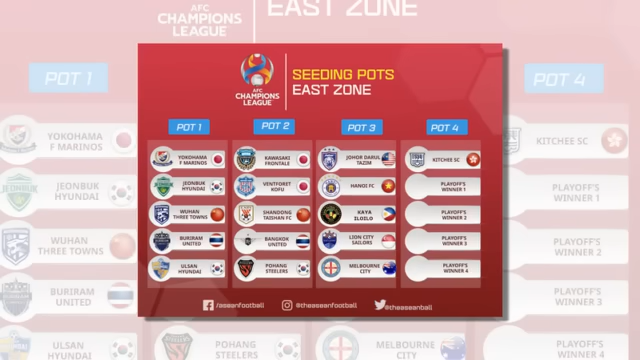 AFC
CHAMPIONS
LEAGUE
EAST ZONE
POT 1
YOKOHAMA
F MARINOS
JEONBUK
HYUNDAI
WUHAN
THREE TOWNS
BURIRAM
UNITED
ULSAN
HYUNDAI
POHANG
STEELERS
MELBOURNE
CITY
POT 4
KITCHEE SC
PLAYOFF'S
WINNER 1
PLAYOFF'S
WINNER 2
PLAYOFF'S
WINNER 3
PLAYOFF'S
WINNER 4
AFC
CHAMPIONS
LEAGUE
SEEDING POTS
EAST ZONE
POT 1
YOKOHAMA
F MARINOS
JEONBUK
HYUNDAI
WUHAN
THREE TOWNS
BURIRAM
UNITED
ULSAN
HYUNDAI
POT 2
KAWASAKI
FRONTALE
VENTFORET
KOFU
SHANDONG
TAISHAN FC
BANGKOK
UNITED
POHANG
STEELERS
POT 3
JOHOR DARUL
TAZIM
HANOI FC
KAYA
ILOILO
LION CITY
SAILORS
MELBOURNE
CITY
POT 4
KITCHEE SC
PLAYOFF'S
WINNER 1
PLAYOFF'S
WINNER 2
PLAYOFF'S
WINNER 3
PLAYOFF'S
WINNER 4
/aseanfootball
@theaseanfootball
@theaseanball